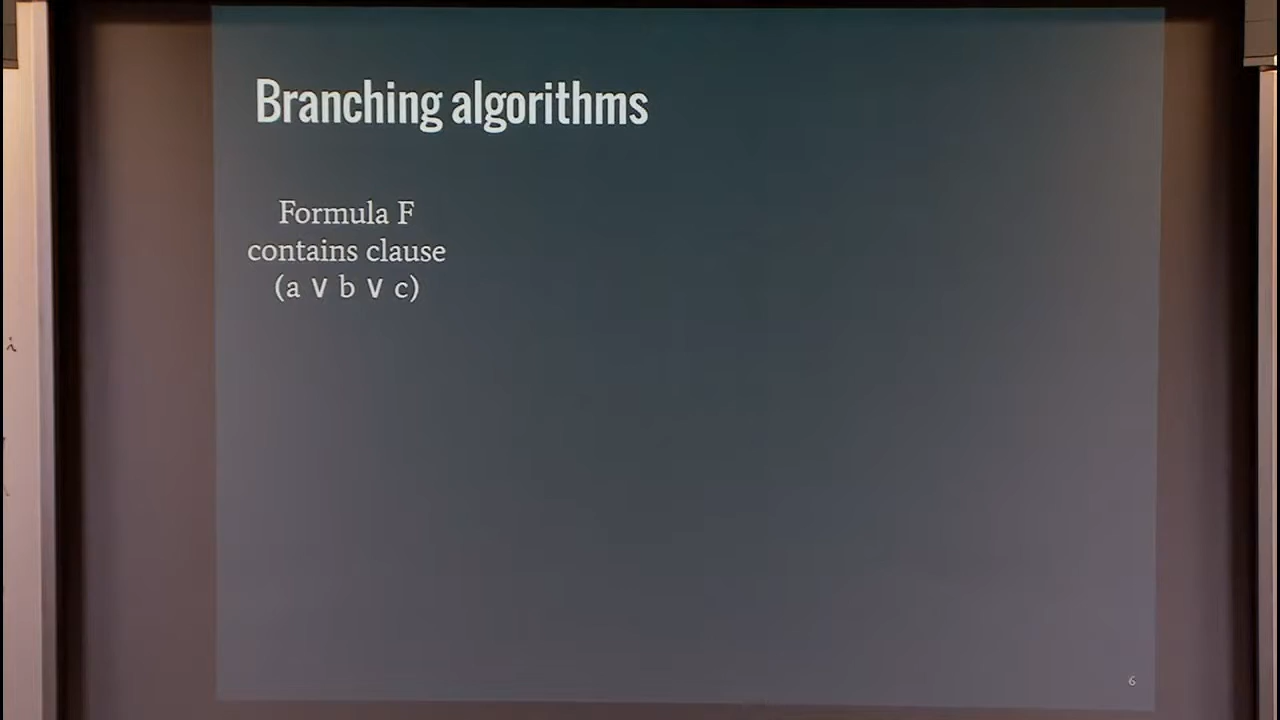 Branching algorithms
Formula F
contains clause
(a ∨ b ∨ c)
6